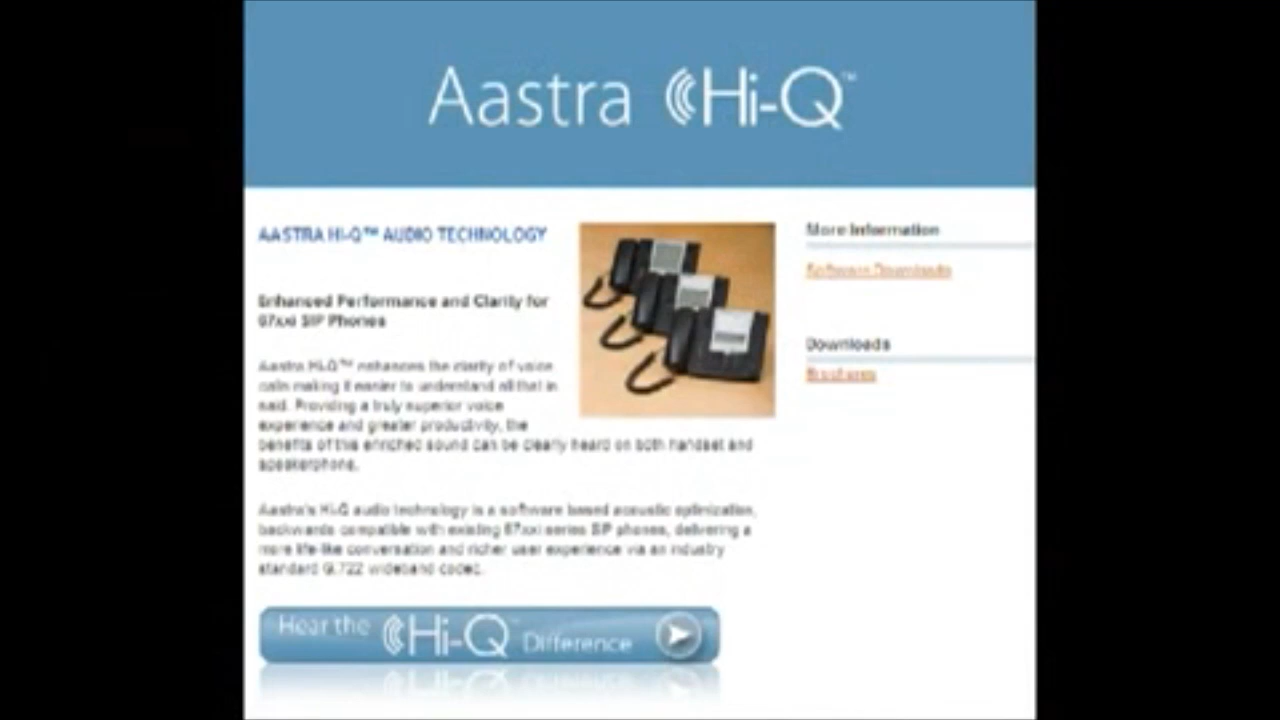 Aastra Hi-Q™
AASTRA HI-Q™ AUDIO TECHNOLOGY
Enhanced Performance and Clarity for
67xxi SIP Phones
Aastra Hi-Q™ enhances the clarity of voice
calls making it easier to understand all that is
said. Providing a truly superior voice
experience and greater productivity, the
benefits of this enriched sound can be clearly heard on both handset and
speakerphone.
Aastra's Hi-Q audio technology is a software based acoustic optimization,
backwards compatible with existing 67xxi series SIP phones, delivering a
more life-like conversation and richer user experience via an industry
standard G.722 wideband codec.
Hear the Hi-Q™ Difference
More Information
Software Downloads
Downloads
Brochures